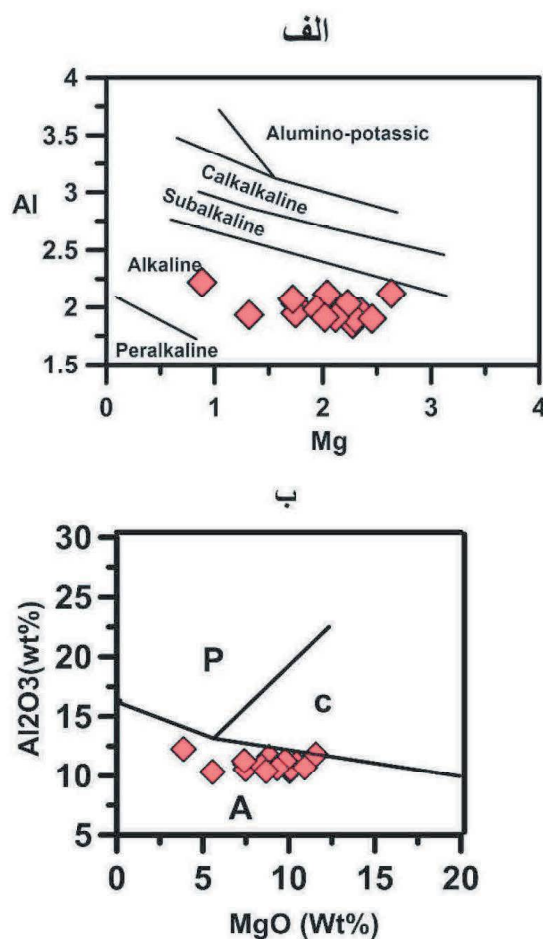 الف
4
Alumino-potassic
3.5
Calkalkaline
3
Al
Subalkaline
2.5
Alkaline
2
Peralkaline
1.5
0 1 2 3 4
Mg
ب
30
25
20
P
c
15
10
A
5
Al2O3(wt%)
0 5 10 15 20
MgO (Wt%)